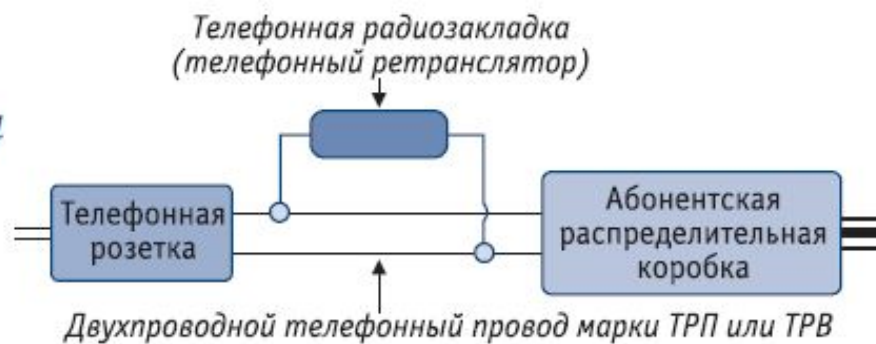 Телефонная радиозакладка
(телефонный ретранслятор)
Телефонная
розетка
Абонентская
распределительная
коробка
Двухпроводной телефонный провод марки ТРП или ТРВ